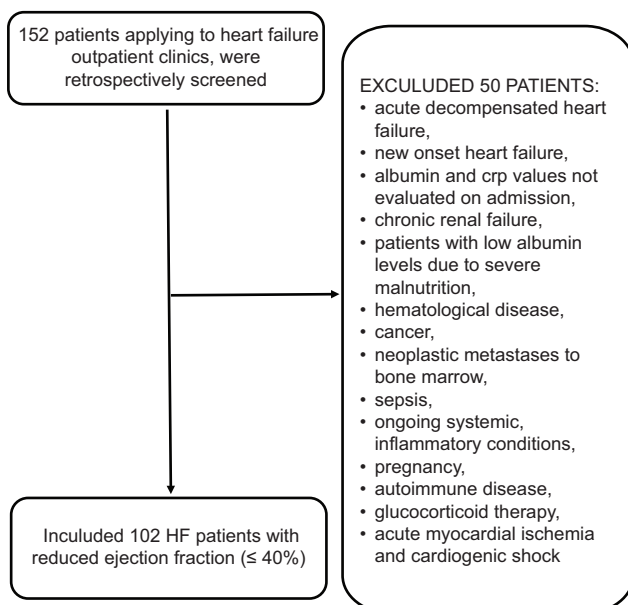 152 patients applying to heart failure
outpatient clinics, were
retrospectively screened
EXCULUDED 50 PATIENTS:
• acute decompensated heart
failure,
• new onset heart failure,
• albumin and crp values not
evaluated on admission,
• chronic renal failure,
• patients with low albumin
levels due to severe
malnutrition,
• hematological disease,
• cancer,
• neoplastic metastases to
bone marrow,
• sepsis,
• ongoing systemic,
inflammatory conditions,
• pregnancy,
• autoimmune disease,
• glucocorticoid therapy,
• acute myocardial ischemia
and cardiogenic shock
Inculuded 102 HF patients with
reduced ejection fraction (≤ 40%)